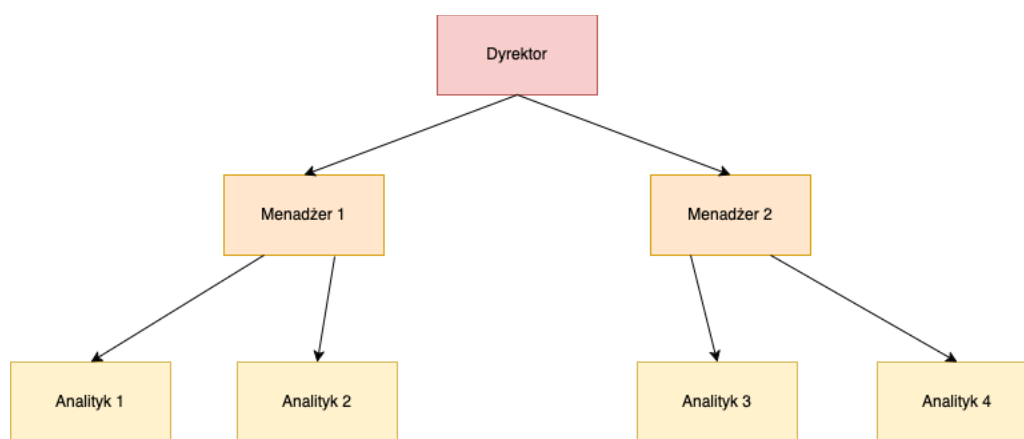 Dyrektor
Menadżer 1
Menadżer 2
Analityk 1
Analityk 2
Analityk 3
Analityk 4